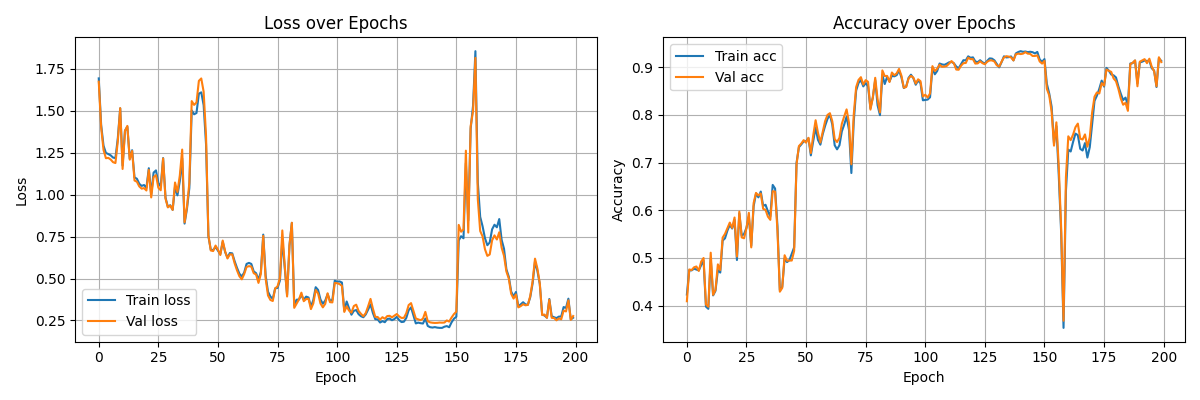 Loss over Epochs
1.75
1.50
1.25
1.00
0.75
0.50
0.25
Loss
Train loss
Val loss
0 25 50 75 100 125 150 175 200
Epoch
Accuracy over Epochs
Train acc
Val acc
0.9
0.8
0.7
0.6
0.5
0.4
Accuracy
0 25 50 75 100 125 150 175 200
Epoch